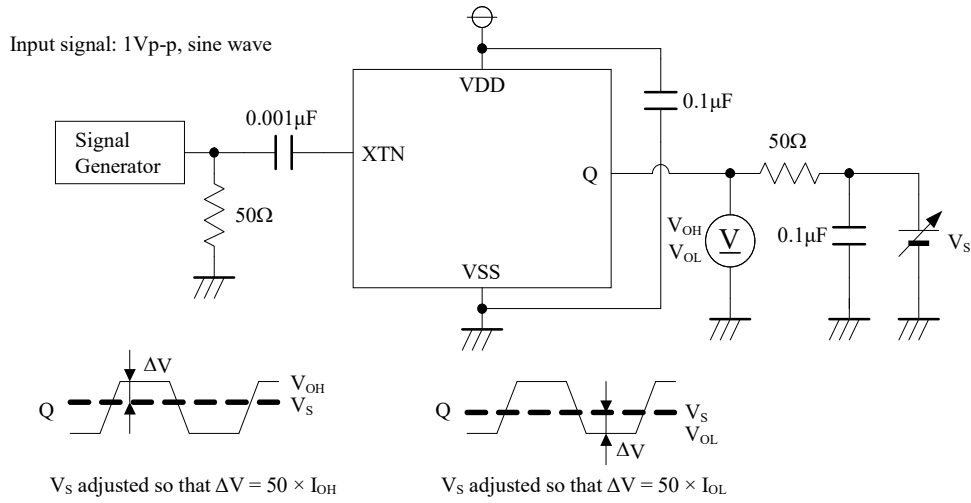 Input signal: 1Vp-p, sine wave
VDD
0.1μF
0.001μF
Signal
Generator
XTN
50Ω
Q
50Ω
V_OH
V_OL
V
0.1μF
V_S
VSS
ΔV
V_OH
V_S
Q
Q
V_S
V_OL
ΔV
V_S adjusted so that ΔV = 50 × I_OH
V_S adjusted so that ΔV = 50 × I_OL